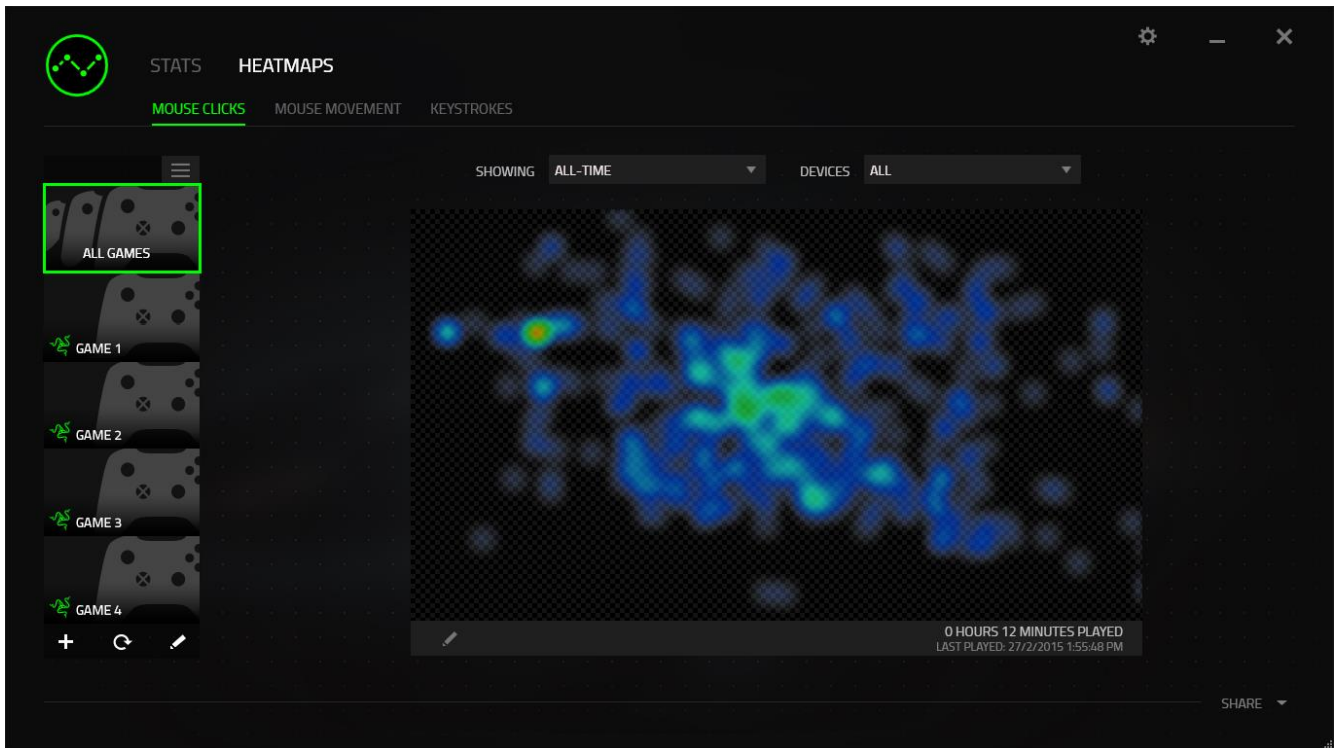 STATS HEATMAPS
MOUSE CLICKS MOUSE MOVEMENT KEYSTROKES
SHOWING ALL-TIME DEVICES ALL
ALL GAMES
GAME 1
GAME 2
GAME 3
GAME 4
0 HOURS 12 MINUTES PLAYED
LAST PLAYED: 27/2/2015 1:55:48 PM
SHARE